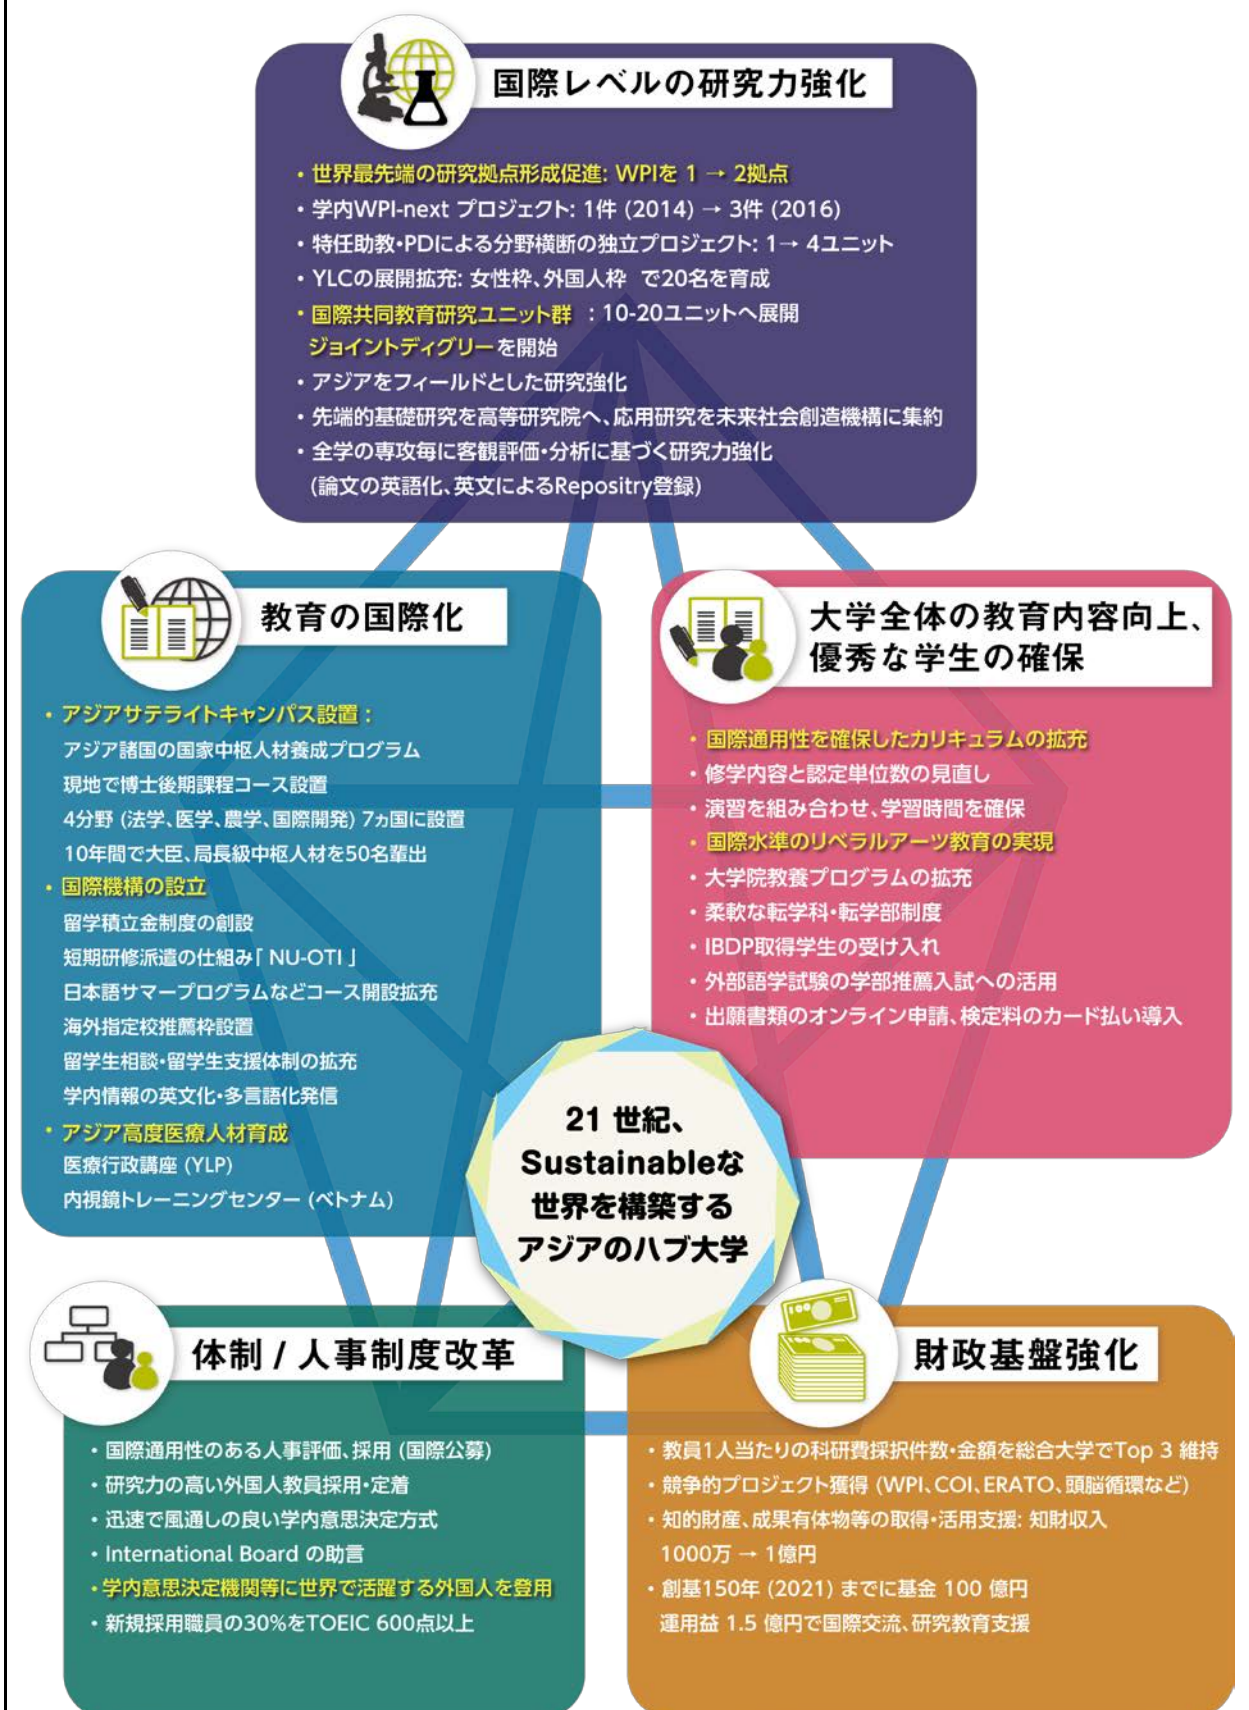 国際レベルの研究力強化
・世界最先端の研究拠点形成促進: WPIを 1 → 2拠点
・学内WPI-next プロジェクト: 1件 (2014) → 3件 (2016)
・特任助教・PDによる分野横断の独立プロジェクト: 1→ 4ユニット
・YLCの展開拡充: 女性枠、外国人枠 で20名を育成
・国際共同教育研究ユニット群 : 10-20ユニットへ展開
ジョイントディグリーを開始
・アジアをフィールドとした研究強化
・先端的基礎研究を高等研究院へ、応用研究を未来社会創造機構に集約
・全学の専攻毎に客観評価・分析に基づく研究力強化
(論文の英語化、英文によるRepositry登録)
教育の国際化
・アジアサテライトキャンパス設置 :
アジア諸国の国家中枢人材養成プログラム
現地で博士後期課程コース設置
4分野 (法学、医学、農学、国際開発) 7ヵ国に設置
10年間で大臣、局長級中枢人材を50名輩出
・国際機構の設立
留学積立金制度の創設
短期研修派遣の仕組み「 NU-OTI 」
日本語サマープログラムなどコース開設拡充
海外指定校推薦枠設置
留学生相談・留学生支援体制の拡充
学内情報の英文化・多言語化発信
・アジア高度医療人材育成
医療行政講座 (YLP)
内視鏡トレーニングセンター (ベトナム)
大学全体の教育内容向上、
優秀な学生の確保
・国際通用性を確保したカリキュラムの拡充
・修学内容と認定単位数の見直し
・演習を組み合わせ、学習時間を確保
・国際水準のリベラルアーツ教育の実現
・大学院教養プログラムの拡充
・柔軟な転学科・転学部制度
・IBDP取得学生の受け入れ
・外部語学試験の学部推薦入試への活用
・出願書類のオンライン申請、検定料のカード払い導入
21 世紀、
Sustainableな
世界を構築する
アジアのハブ大学
体制 / 人事制度改革
・国際通用性のある人事評価、採用 (国際公募)
・研究力の高い外国人教員採用・定着
・迅速で風通しの良い学内意思決定方式
・International Board の助言
・学内意思決定機関等に世界で活躍する外国人を登用
・新規採用職員の30%をTOEIC 600点以上
100
財政基盤強化
・教員1人当たりの科研費採択件数・金額を総合大学でTop 3 維持
・競争的プロジェクト獲得 (WPI、COI、ERATO、頭脳循環など)
・知的財産、成果有体物等の取得・活用支援: 知財収入
1000万 → 1億円
・創基150年 (2021) までに基金 100 億円
運用益 1.5 億円で国際交流、研究教育支援